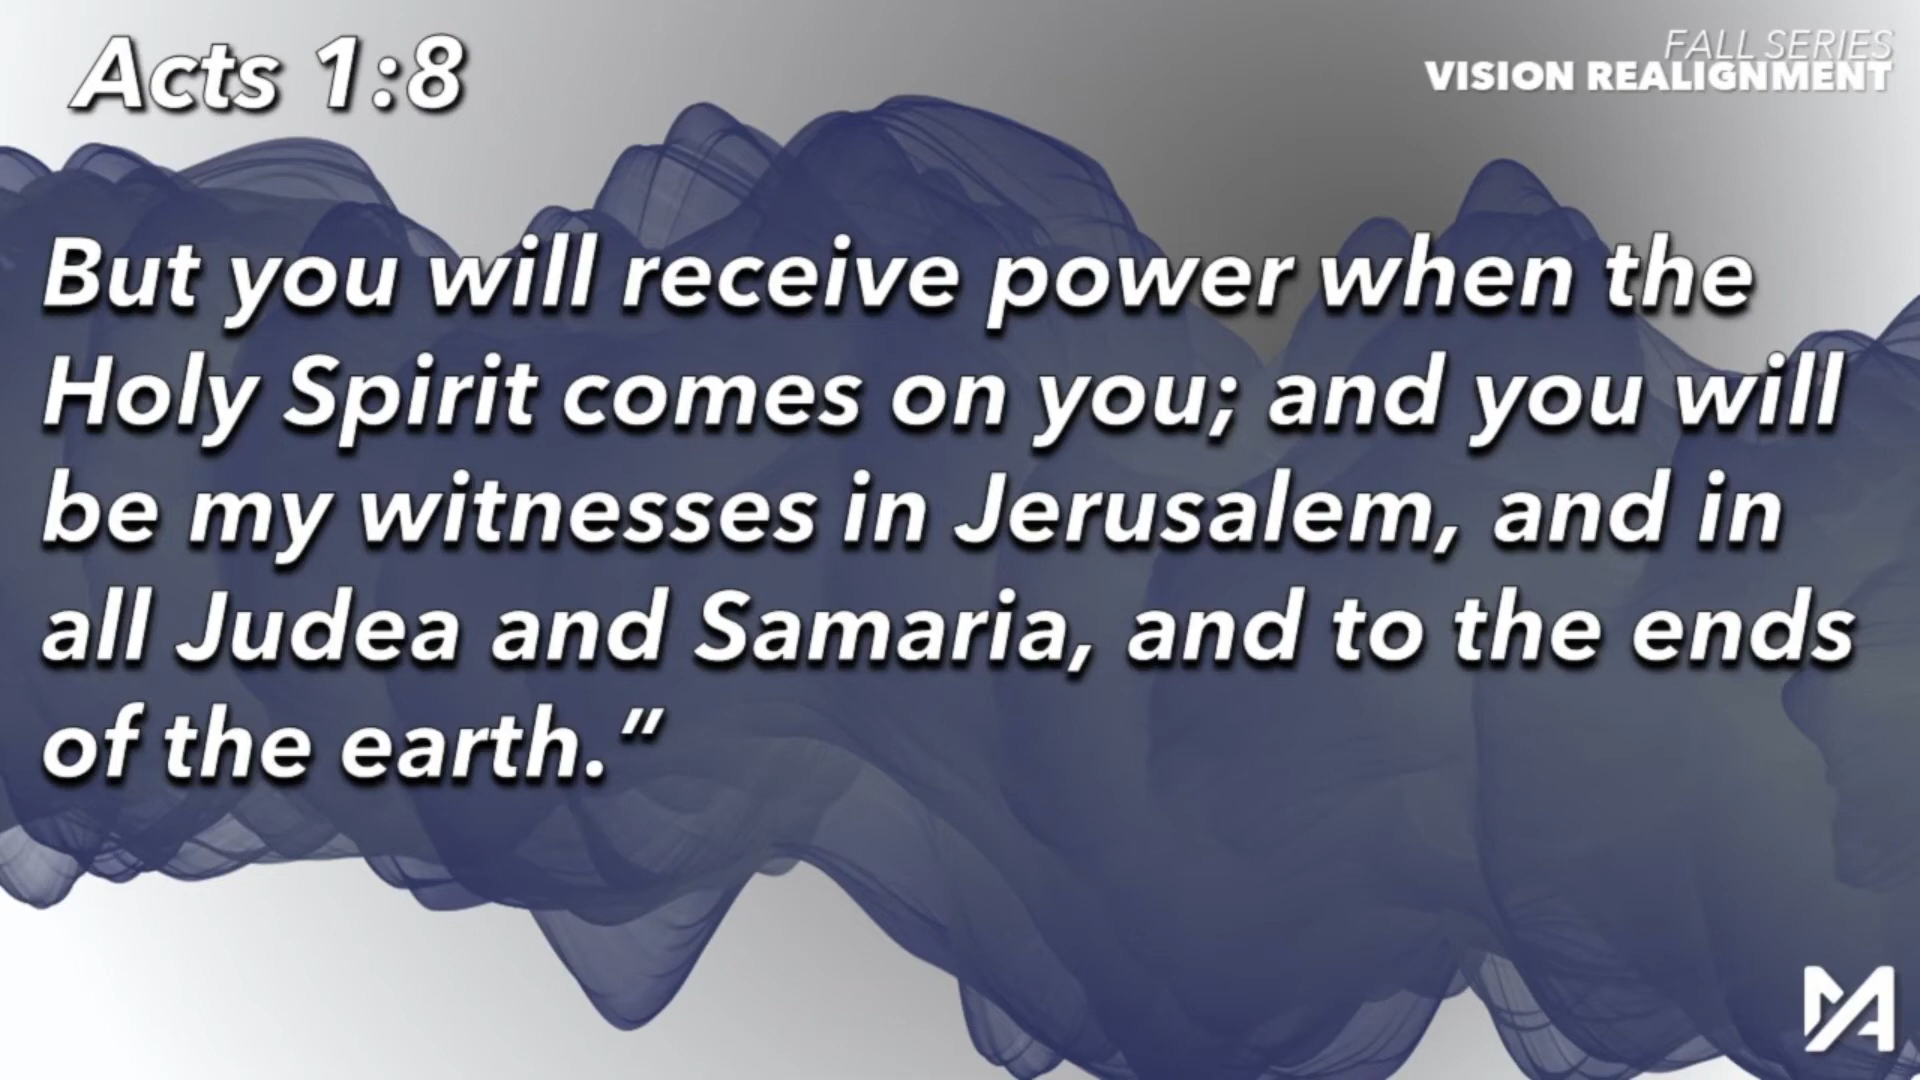 Acts 1:8
FALL SERIES
VISION REALIGNMENT
But you will receive power when the
Holy Spirit comes on you; and you will
be my witnesses in Jerusalem, and in
all Judea and Samaria, and to the ends
of the earth.”
MA